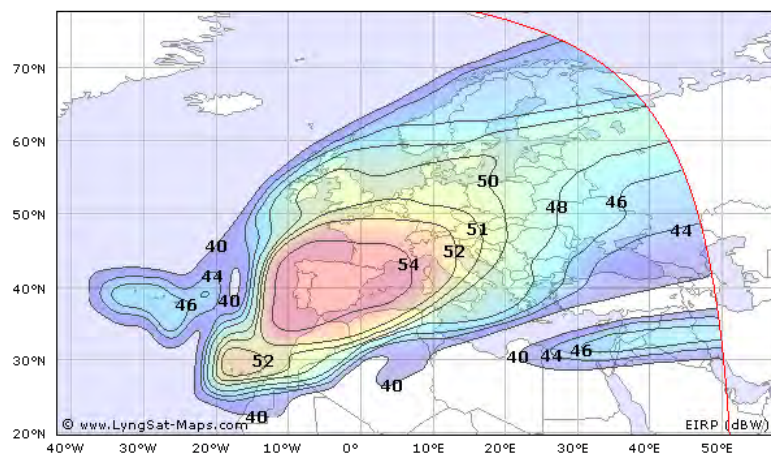 70°N
60°N
50
50°N
48
46
51
40
52
44
54
44
40°N
46
40
30°N
52
40
44
46
40
40
© www.LyngSat-Maps.com
EIRP (dBW)
20°N
40°W 30°W 20°W 10°W 0° 10°E 20°E 30°E 40°E 50°E